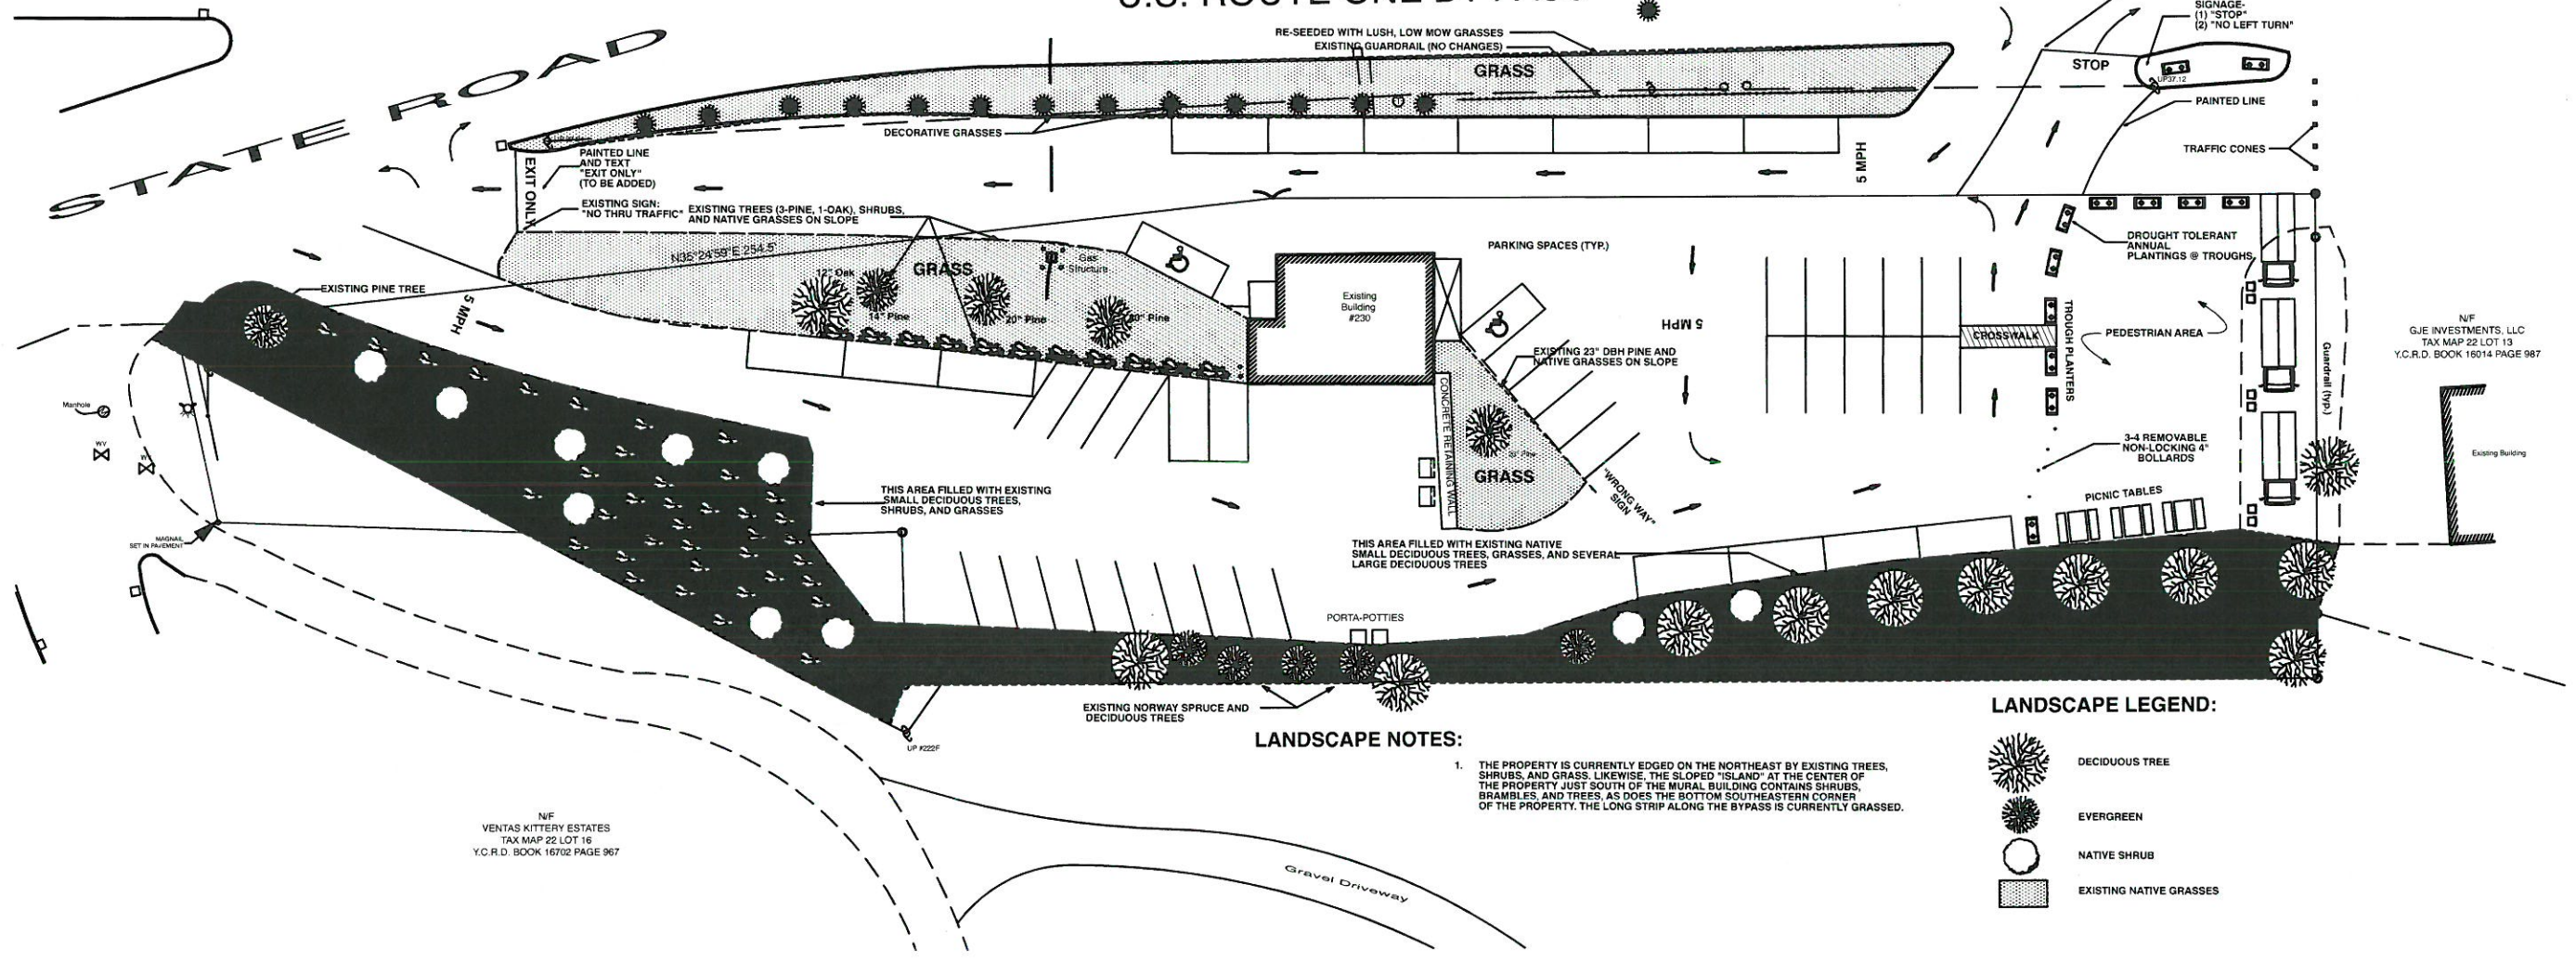 U.S. ROUTE ONE BYPASS
STATE ROAD
RE-SEEDED WITH LUSH, LOW MOW GRASSES
EXISTING GUARDRAIL (NO CHANGES)
GRASS
SIGNAGE-
(1) "STOP"
(2) "NO LEFT TURN"
STOP
UP37.12
PAINTED LINE
TRAFFIC CONES
DECORATIVE GRASSES
5 MPH
EXIT ONLY
PAINTED LINE
AND TEXT
"EXIT ONLY"
(TO BE ADDED)
EXISTING SIGN:
"NO THRU TRAFFIC"
EXISTING TREES (3-PINE, 1-OAK), SHRUBS,
AND NATIVE GRASSES ON SLOPE
N35°24'59"E 254.5'
GRASS
12" Oak
14" Pine
20" Pine
Gas
Structure
EXISTING PINE TREE
5 MPH
Existing
Building
#230
PARKING SPACES (TYP.)
5 MPH
DROUGHT TOLERANT
ANNUAL
PLANTINGS @ TROUGHS
CROSSWALK
TROUGH PLANTERS
PEDESTRIAN AREA
Guardrail (typ.)
N/F
GJE INVESTMENTS, LLC
TAX MAP 22 LOT 13
Y.C.R.D. BOOK 16014 PAGE 987
Existing Building
EXISTING 23" DBH PINE AND
NATIVE GRASSES ON SLOPE
CONCRETE RETAINING WALL
GRASS
"WRONG WAY"
SIGN
3-4 REMOVABLE
NON-LOCKING 4"
BOLLARDS
PICNIC TABLES
Manhole
WV
MAGNAIL
SET IN PAVEMENT
THIS AREA FILLED WITH EXISTING
SMALL DECIDUOUS TREES,
SHRUBS, AND GRASSES
THIS AREA FILLED WITH EXISTING NATIVE
SMALL DECIDUOUS TREES, GRASSES, AND SEVERAL
LARGE DECIDUOUS TREES
PORTA-POTTIES
EXISTING NORWAY SPRUCE AND
DECIDUOUS TREES
UP #222F
N/F
VENTAS KITTERY ESTATES
TAX MAP 22 LOT 16
Y.C.R.D. BOOK 16702 PAGE 967
Gravel Driveway
LANDSCAPE NOTES:
1. THE PROPERTY IS CURRENTLY EDGED ON THE NORTHEAST BY EXISTING TREES,
SHRUBS, AND GRASS. LIKEWISE, THE SLOPED "ISLAND" AT THE CENTER OF
THE PROPERTY JUST SOUTH OF THE MURAL BUILDING CONTAINS SHRUBS,
BRAMBLES, AND TREES, AS DOES THE BOTTOM SOUTHEASTERN CORNER
OF THE PROPERTY. THE LONG STRIP ALONG THE BYPASS IS CURRENTLY GRASSED.
LANDSCAPE LEGEND:
DECIDUOUS TREE
EVERGREEN
NATIVE SHRUB
EXISTING NATIVE GRASSES